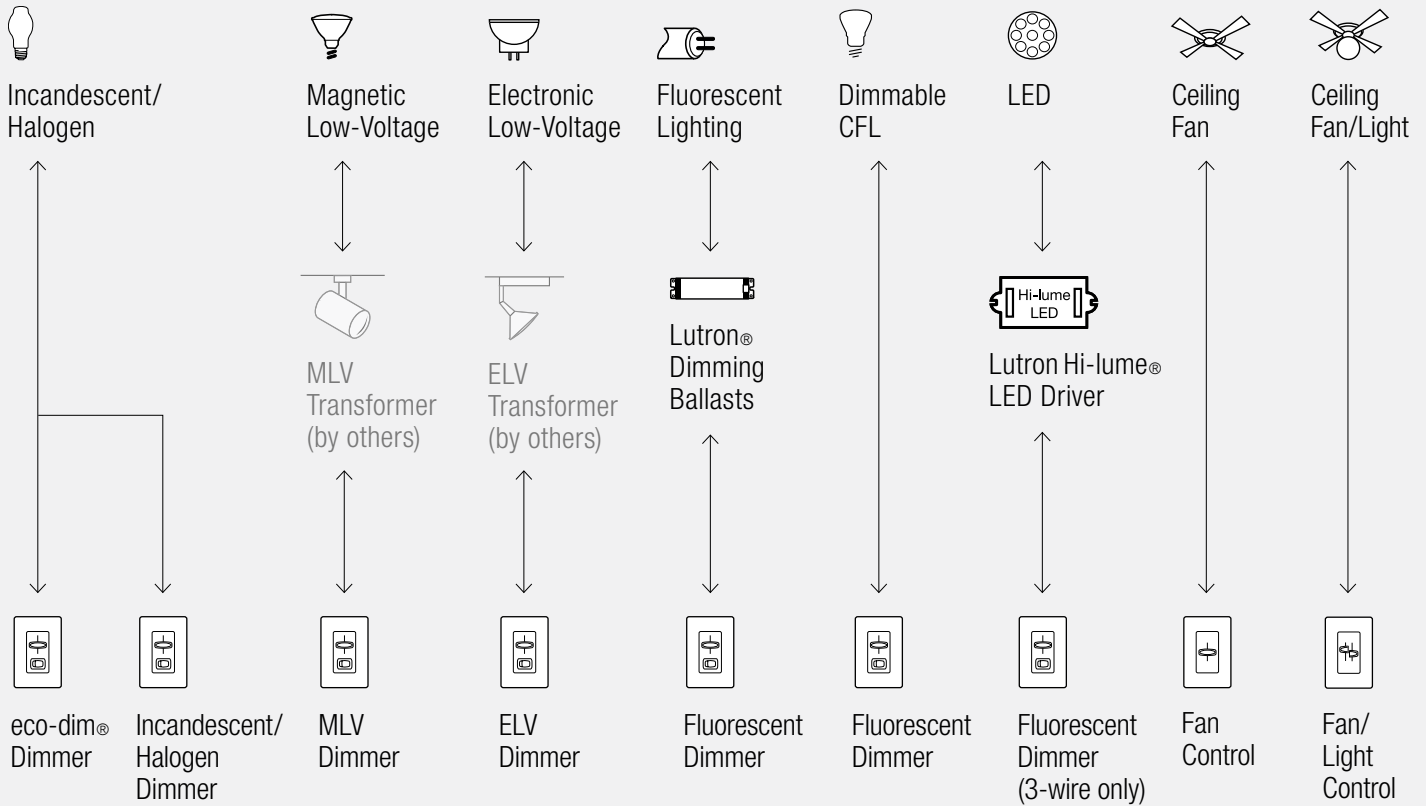 Incandescent/
Halogen
Magnetic
Low-Voltage
Electronic
Low-Voltage
Fluorescent
Lighting
Dimmable
CFL
LED
Ceiling
Fan
Ceiling
Fan/Light
MLV
Transformer
(by others)
ELV
Transformer
(by others)
Lutron®
Dimming
Ballasts
Hi-lume
LED
Lutron Hi-lume®
LED Driver
eco-dim®
Dimmer
Incandescent/
Halogen
Dimmer
MLV
Dimmer
ELV
Dimmer
Fluorescent
Dimmer
Fluorescent
Dimmer
Fluorescent
Dimmer
(3-wire only)
Fan
Control
Fan/
Light
Control